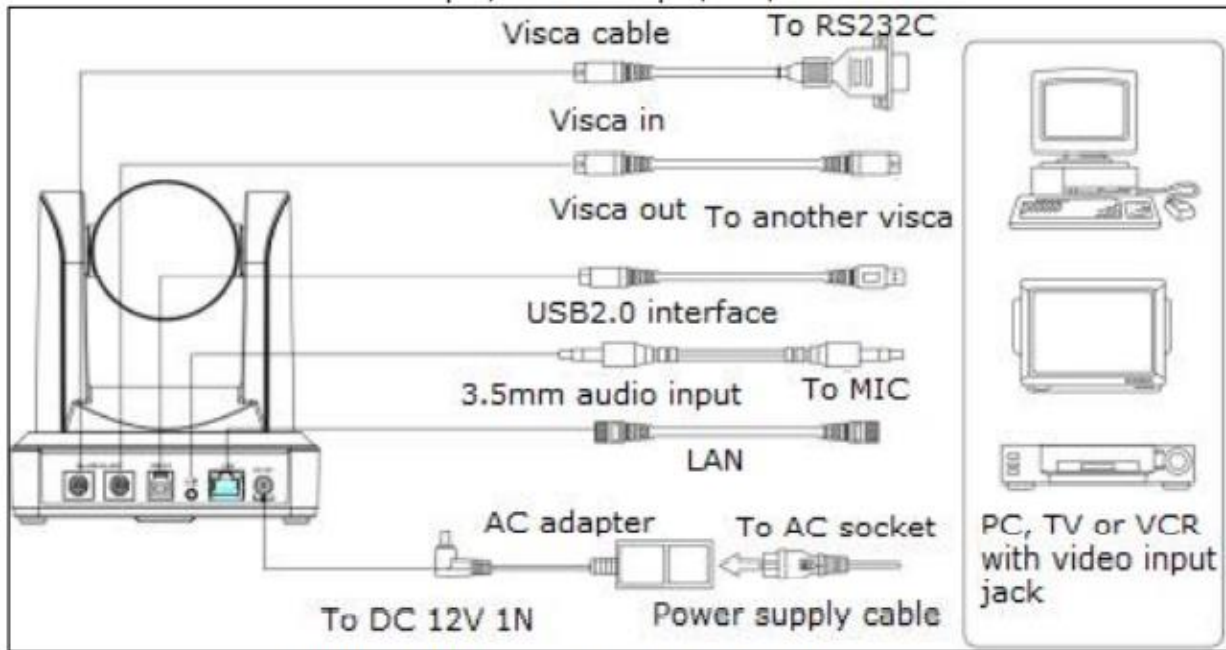 Visca cable
To RS232C
Visca in
Visca out
To another visca
USB2.0 interface
3.5mm audio input
To MIC
LAN
AC adapter
To AC socket
To DC 12V 1N
Power supply cable
PC, TV or VCR
with video input
jack